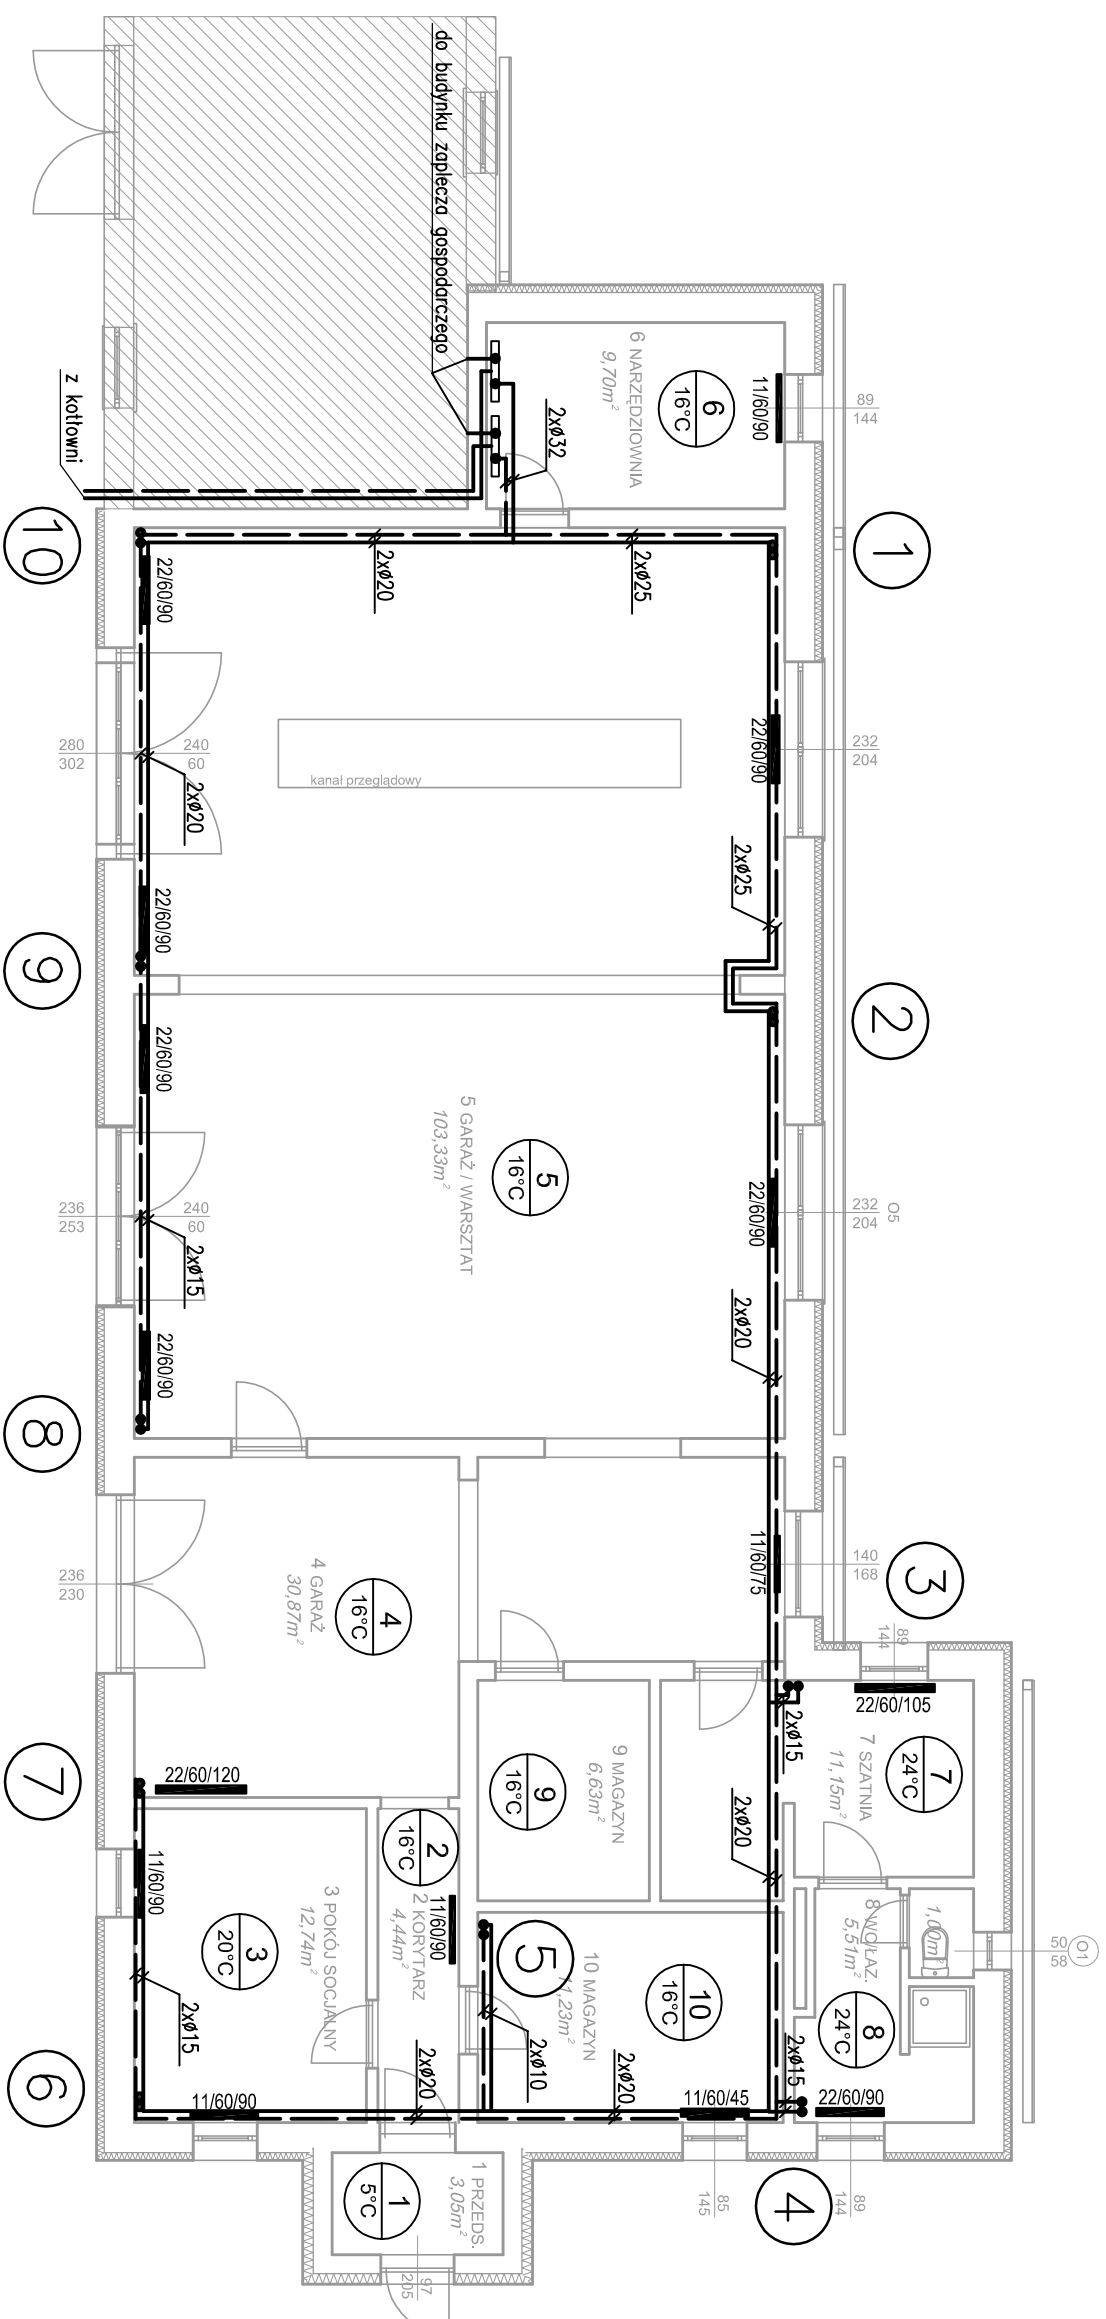 do budynku zaplecza gospodarczego
z kotłowni
6 NARZĘDZIOWNIA
9,70m²
6
16°C
11/60/90
89
144
2xø32
1
10
2xø20
2xø25
22/60/90
22/60/90
232
204
280
302
240
60
kanał przeglądowy
2xø20
2xø25
22/60/90
9
2
22/60/90
5 GARAŻ / WARSZTAT
103,33m²
5
16°C
22/60/90
232
204
O5
236
253
240
60
2xø15
2xø20
22/60/90
8
11/60/75
140
168
3
236
230
4 GARAŻ
30,87m²
4
16°C
89
144
22/60/105
2xø15
7 SZATNIA
11,15m²
7
24°C
7
22/60/120
9 MAGAZYN
6,63m²
9
16°C
2xø20
2
16°C
2 KORYTARZ
4,44m²
11/60/90
11/60/90
3 POKÓJ SOCJALNY
12,74m²
3
20°C
5
10 MAGAZYN
11,23m²
10
16°C
5,51m²
8
24°C
50
58
O1
2xø15
2xø10
2xø20
2xø20
2xø15
6
11/60/90
11/60/45
22/60/90
1 PRZEDS.
3,05m²
1
5°C
85
145
89
144
4
97
205